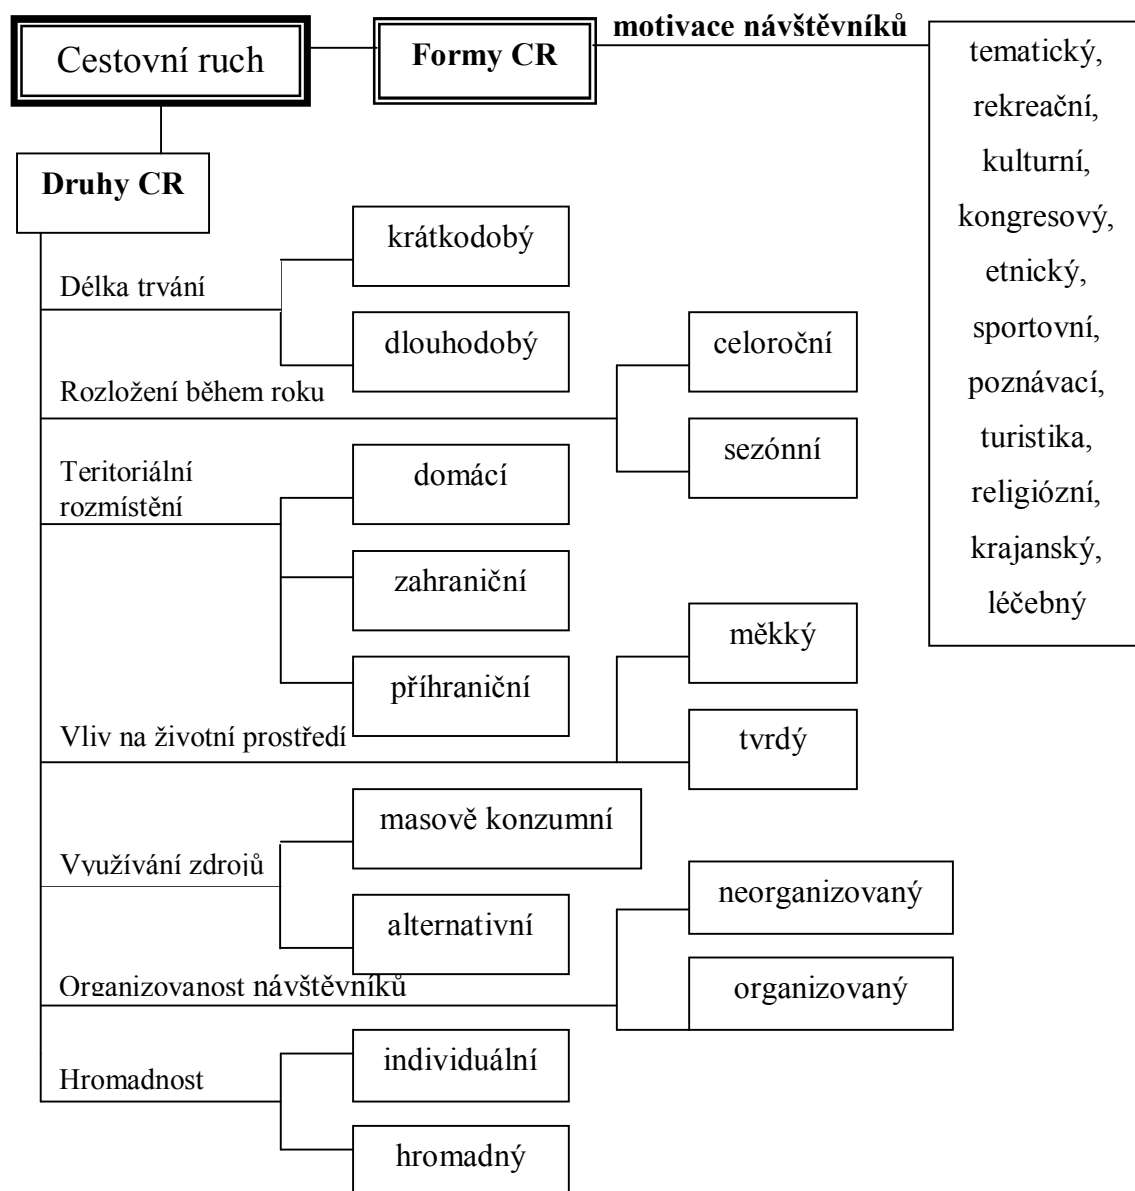 Cestovní ruch
Formy CR
motivace návštěvníků
tematický,
rekreační,
kulturní,
kongresový,
etnický,
sportovní,
poznávací,
turistika,
religiózní,
krajanský,
léčebný
Druhy CR
Délka trvání
krátkodobý
dlouhodobý
Rozložení během roku
celoroční
sezónní
Teritoriální
rozmístění
domácí
zahraniční
příhraniční
Vliv na životní prostředí
měkký
tvrdý
Využívání zdrojů
masově konzumní
alternativní
Organizovanost návštěvníků
neorganizovaný
organizovaný
Hromadnost
individuální
hromadný